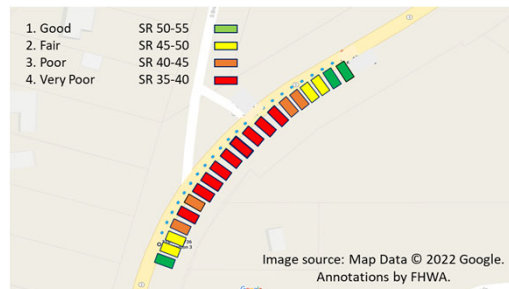 1. Good SR 50-55
2. Fair SR 45-50
3. Poor SR 40-45
4. Very Poor SR 35-40
Image source: Map Data © 2022 Google.
Annotations by FHWA.
Google